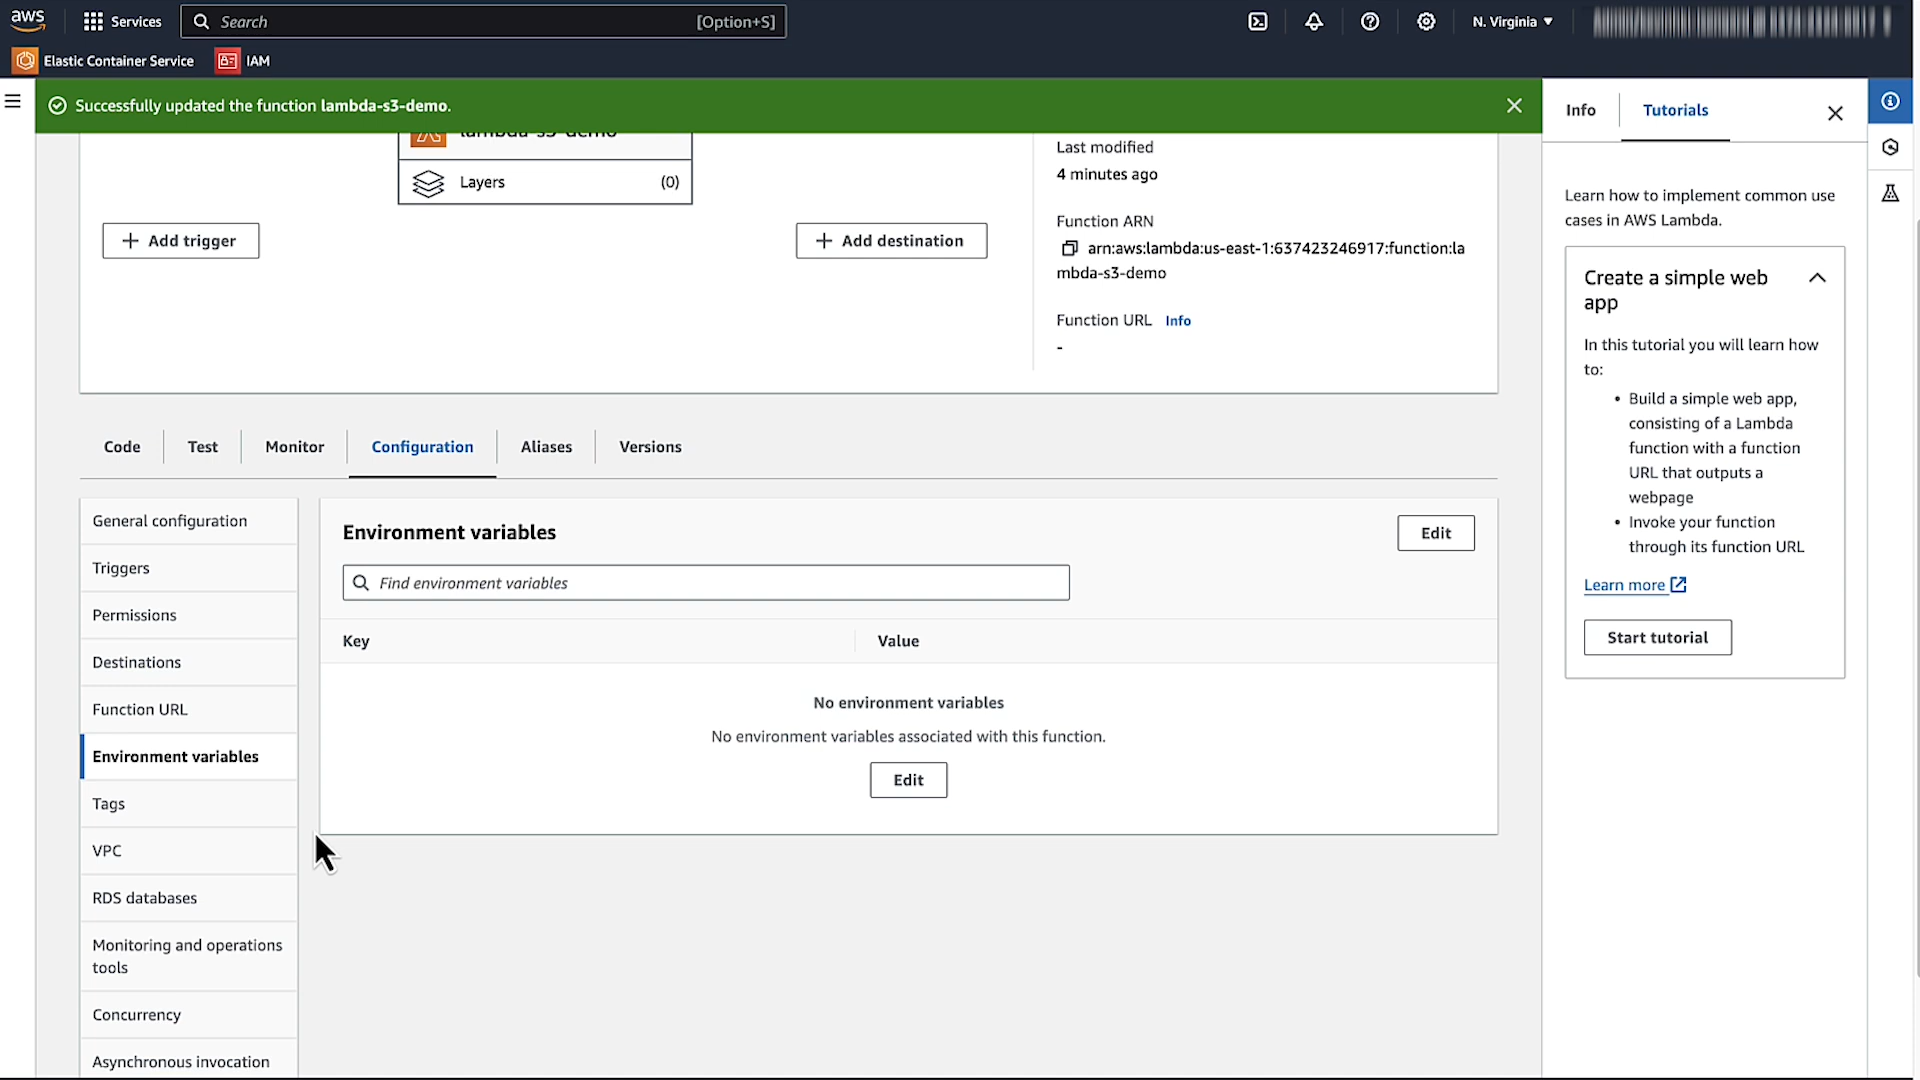 aws
Services
Search
[Option+S]
N. Virginia
Elastic Container Service
IAM
Successfully updated the function lambda-s3-demo.
lambda-s3-demo
Layers
(0)
Add trigger
Add destination
Last modified
4 minutes ago
Function ARN
arn:aws:lambda:us-east-1:637423246917:function:la
mbda-s3-demo
Function URL Info
-
Code
Test
Monitor
Configuration
Aliases
Versions
General configuration
Triggers
Permissions
Destinations
Function URL
Environment variables
Tags
VPC
RDS databases
Monitoring and operations
tools
Concurrency
Asynchronous invocation
Environment variables
Edit
Find environment variables
Key
Value
No environment variables
No environment variables associated with this function.
Edit
Info
Tutorials
Learn how to implement common use
cases in AWS Lambda.
Create a simple web
app
In this tutorial you will learn how
to:
• Build a simple web app,
consisting of a Lambda
function with a function
URL that outputs a
webpage
• Invoke your function
through its function URL
Learn more
Start tutorial